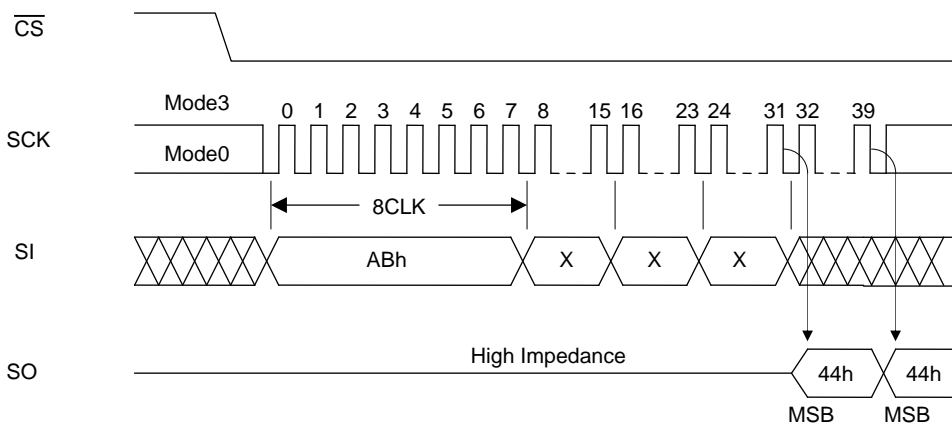 CS
Mode3
0 1 2 3 4 5 6 7 8 15 16 23 24 31 32 39
SCK
Mode0
8CLK
SI
ABh X X X
High Impedance
SO
44h 44h
MSB MSB